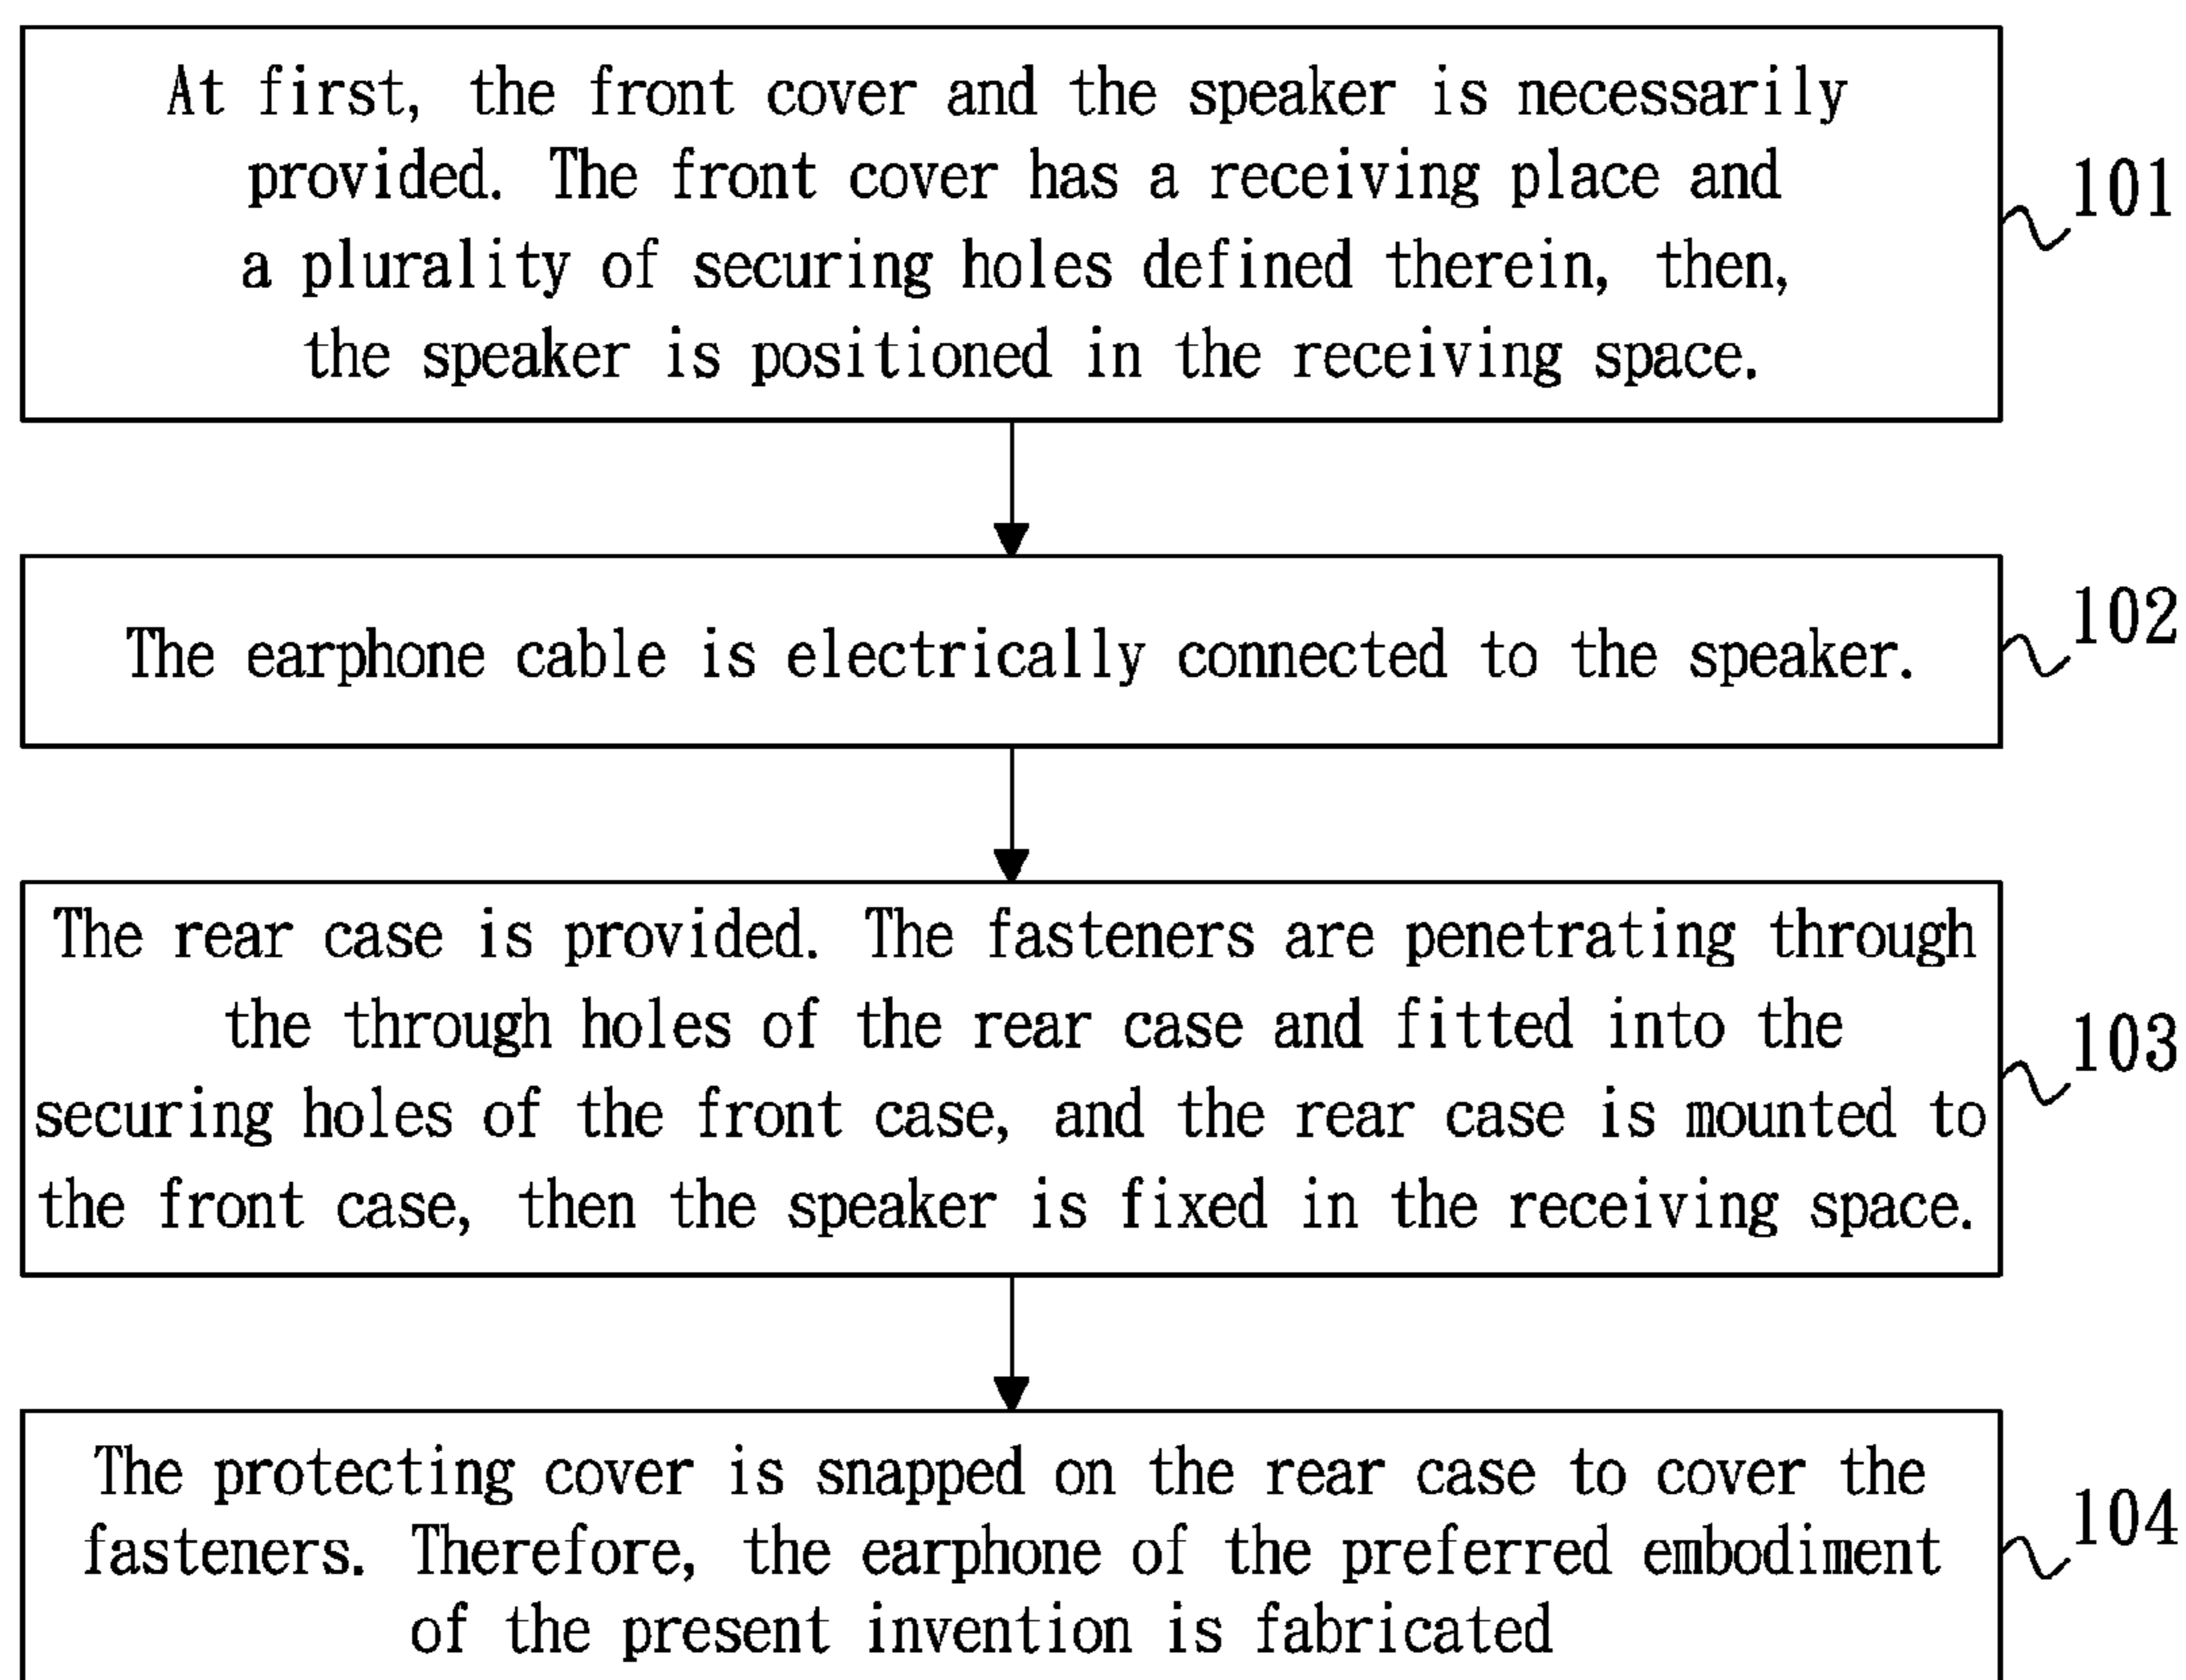 At first, the front cover and the speaker is necessarily
provided. The front cover has a receiving place and
a plurality of securing holes defined therein, then,
the speaker is positioned in the receiving space.
101
The earphone cable is electrically connected to the speaker.
102
The rear case is provided. The fasteners are penetrating through
the through holes of the rear case and fitted into the
securing holes of the front case, and the rear case is mounted to
the front case, then the speaker is fixed in the receiving space.
103
The protecting cover is snapped on the rear case to cover the
fasteners. Therefore, the earphone of the preferred embodiment
of the present invention is fabricated
104